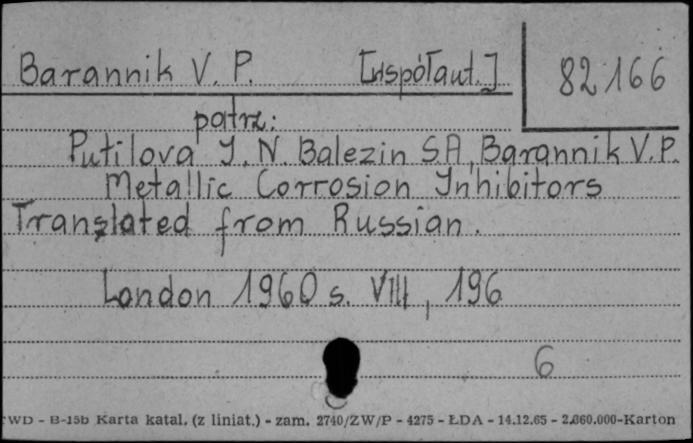 Barannik V. P. [współaut.] 82166
patrz:
Putilova J. N. Balezin S.A, Barannik V.P.
Metallic Corrosion Jnhibitors
Translated from Russian.
London 1960 s. VIII, 196
6
WD - B-15b Karta katal. (z liniat.) - zam. 2740/ZW/P - 4275 - ŁDA - 14.12.65 - 2.060.000-Karton